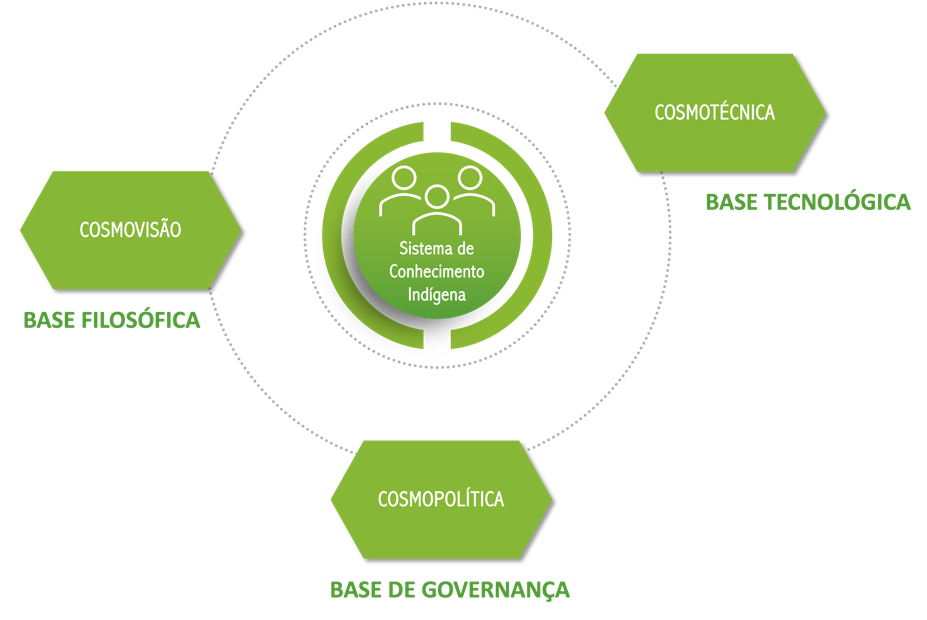 COSMOTÉCNICA
BASE TECNOLÓGICA
COSMOVISÃO
BASE FILOSÓFICA
Sistema de
Conhecimento
Indígena
COSMOPOLÍTICA
BASE DE GOVERNANÇA